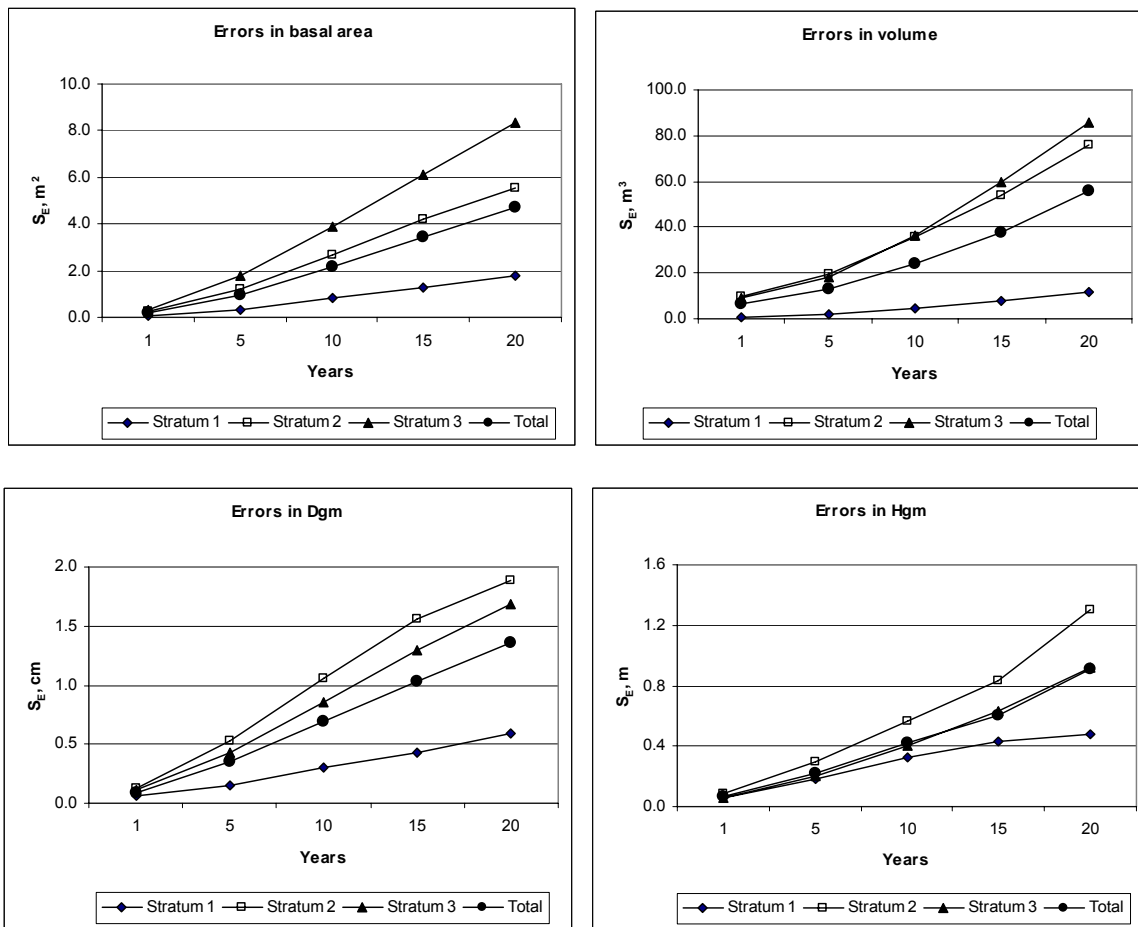 Errors in basal area
S_E, m²
10.0
8.0
6.0
4.0
2.0
0.0
1 5 10 15 20
Years
Stratum 1 Stratum 2 Stratum 3 Total
Errors in volume
S_E, m³
100.0
80.0
60.0
40.0
20.0
0.0
1 5 10 15 20
Years
Stratum 1 Stratum 2 Stratum 3 Total
Errors in Dgm
S_E, cm
2.0
1.5
1.0
0.5
0.0
1 5 10 15 20
Years
Stratum 1 Stratum 2 Stratum 3 Total
Errors in Hgm
S_E, m
1.6
1.2
0.8
0.4
0.0
1 5 10 15 20
Years
Stratum 1 Stratum 2 Stratum 3 Total